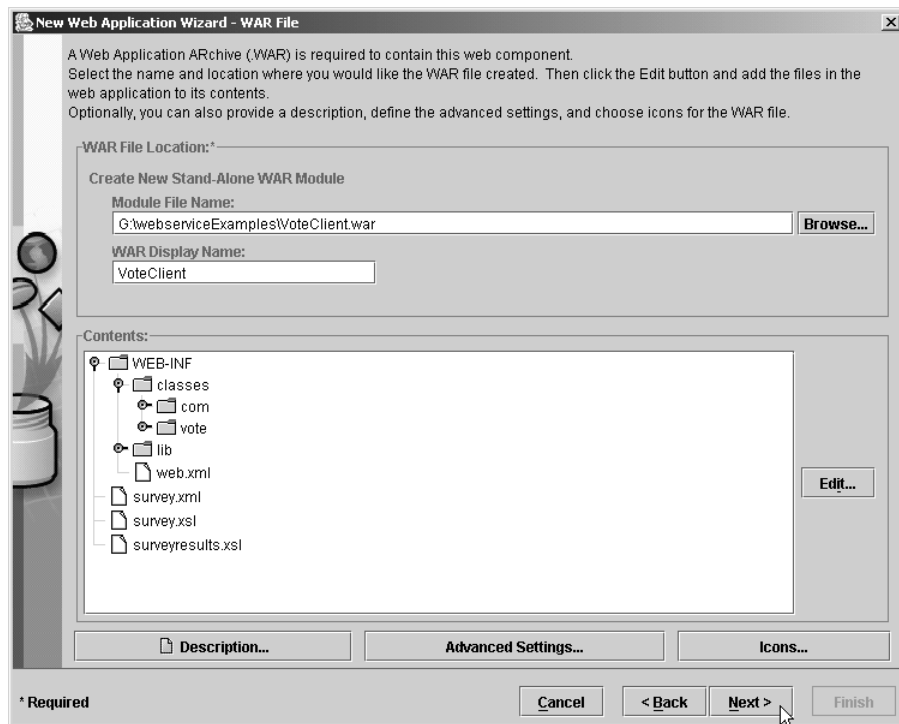 New Web Application Wizard - WAR File
A Web Application ARchive (.WAR) is required to contain this web component.
Select the name and location where you would like the WAR file created. Then click the Edit button and add the files in the
web application to its contents.
Optionally, you can also provide a description, define the advanced settings, and choose icons for the WAR file.
WAR File Location:*
Create New Stand-Alone WAR Module
Module File Name:
G:\webserviceExamples\VoteClient.war
Browse...
WAR Display Name:
VoteClient
Contents:
WEB-INF
classes
com
vote
lib
web.xml
survey.xml
survey.xsl
surveyresults.xsl
Edit...
Description...
Advanced Settings...
Icons...
* Required
Cancel
< Back
Next >
Finish